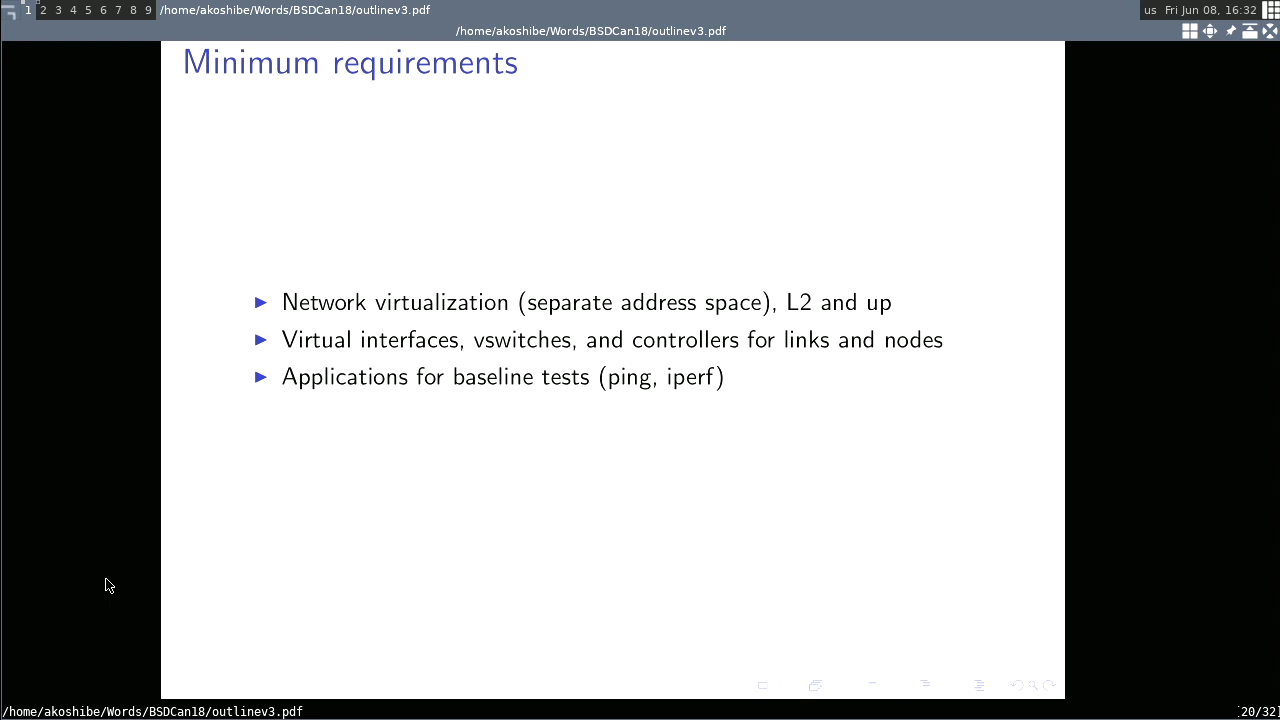 1 2 3 4 5 6 7 8 9 /home/akoshibe/Words/BSDCan18/outlinev3.pdf us Fri Jun 08, 16:32
/home/akoshibe/Words/BSDCan18/outlinev3.pdf
Minimum requirements
Network virtualization (separate address space), L2 and up
Virtual interfaces, vswitches, and controllers for links and nodes
Applications for baseline tests (ping, iperf)
/home/akoshibe/Words/BSDCan18/outlinev3.pdf [20/32]